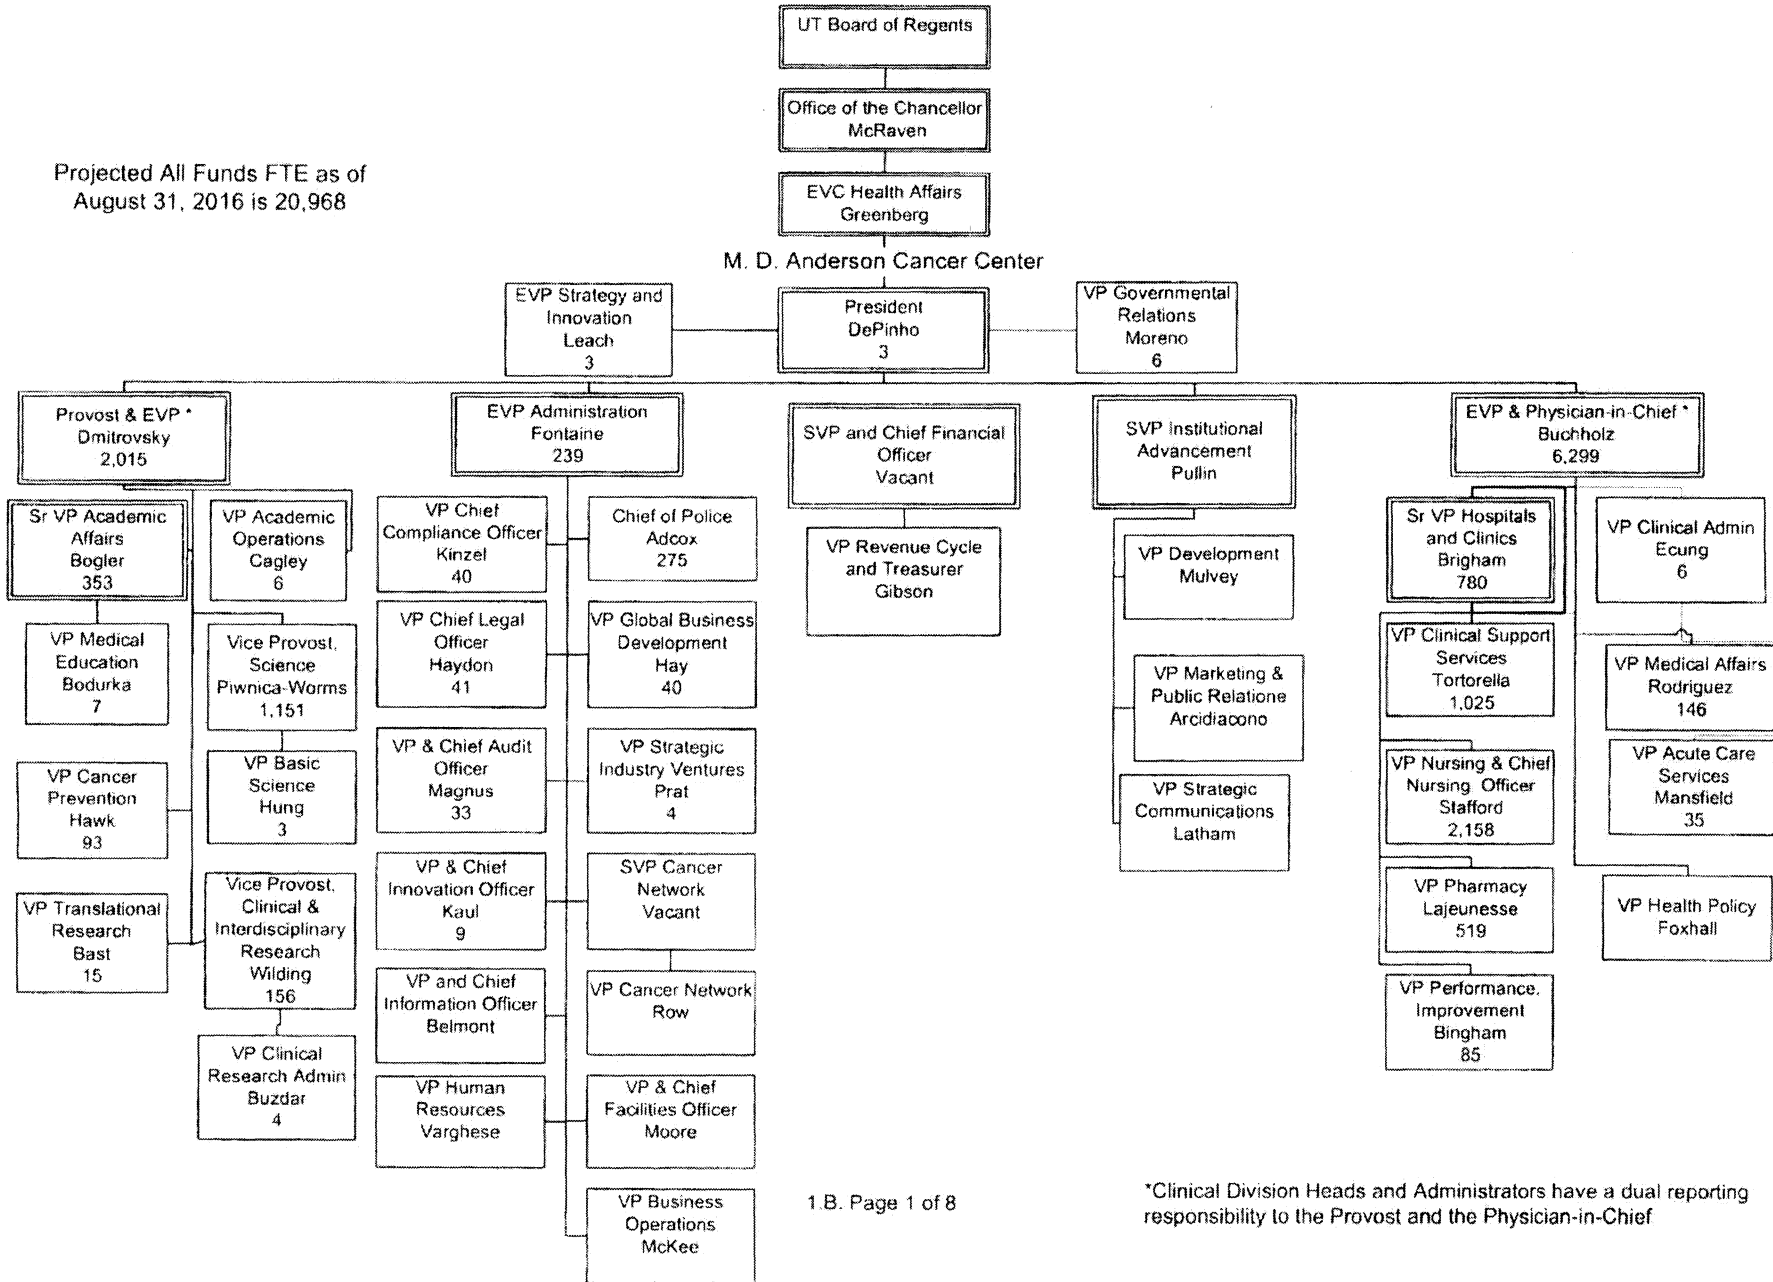 UT Board of Regents
Office of the Chancellor
McRaven
Projected All Funds FTE as of
August 31, 2016 is 20,968
EVC Health Affairs
Greenberg
M. D. Anderson Cancer Center
EVP Strategy and
Innovation
Leach
3
President
DePinho
3
VP Governmental
Relations
Moreno
6
Provost & EVP *
Dmitrovsky
2,015
EVP Administration
Fontaine
239
SVP and Chief Financial
Officer
Vacant
SVP Institutional
Advancement
Pullin
EVP & Physician-in-Chief *
Buchholz
6,299
Sr VP Academic
Affairs
Bogler
353
VP Academic
Operations
Cagley
6
VP Medical
Education
Bodurka
7
Vice Provost,
Science
Piwnica-Worms
1,151
VP Cancer
Prevention
Hawk
93
VP Basic
Science
Hung
3
VP Translational
Research
Bast
15
Vice Provost,
Clinical &
Interdisciplinary
Research
Wilding
156
VP Clinical
Research Admin
Buzdar
4
VP Chief
Compliance Officer
Kinzel
40
Chief of Police
Adcox
275
VP Chief Legal
Officer
Haydon
41
VP Global Business
Development
Hay
40
VP & Chief Audit
Officer
Magnus
33
VP Strategic
Industry Ventures
Prat
4
VP & Chief
Innovation Officer
Kaul
9
SVP Cancer
Network
Vacant
VP and Chief
Information Officer
Belmont
VP Cancer Network
Row
VP Human
Resources
Varghese
VP & Chief
Facilities Officer
Moore
VP Business
Operations
McKee
VP Revenue Cycle
and Treasurer
Gibson
VP Development
Mulvey
VP Marketing &
Public Relatione
Arcidiacono
VP Strategic
Communications
Latham
Sr VP Hospitals
and Clinics
Brigham
780
VP Clinical Admin
Ecung
6
VP Clinical Support
Services
Tortorella
1,025
VP Medical Affairs
Rodriguez
146
VP Nursing & Chief
Nursing Officer
Stafford
2,158
VP Acute Care
Services
Mansfield
35
VP Pharmacy
Lajeunesse
519
VP Health Policy
Foxhall
VP Performance.
Improvement
Bingham
85
1.B. Page 1 of 8
*Clinical Division Heads and Administrators have a dual reporting
responsibility to the Provost and the Physician-in-Chief